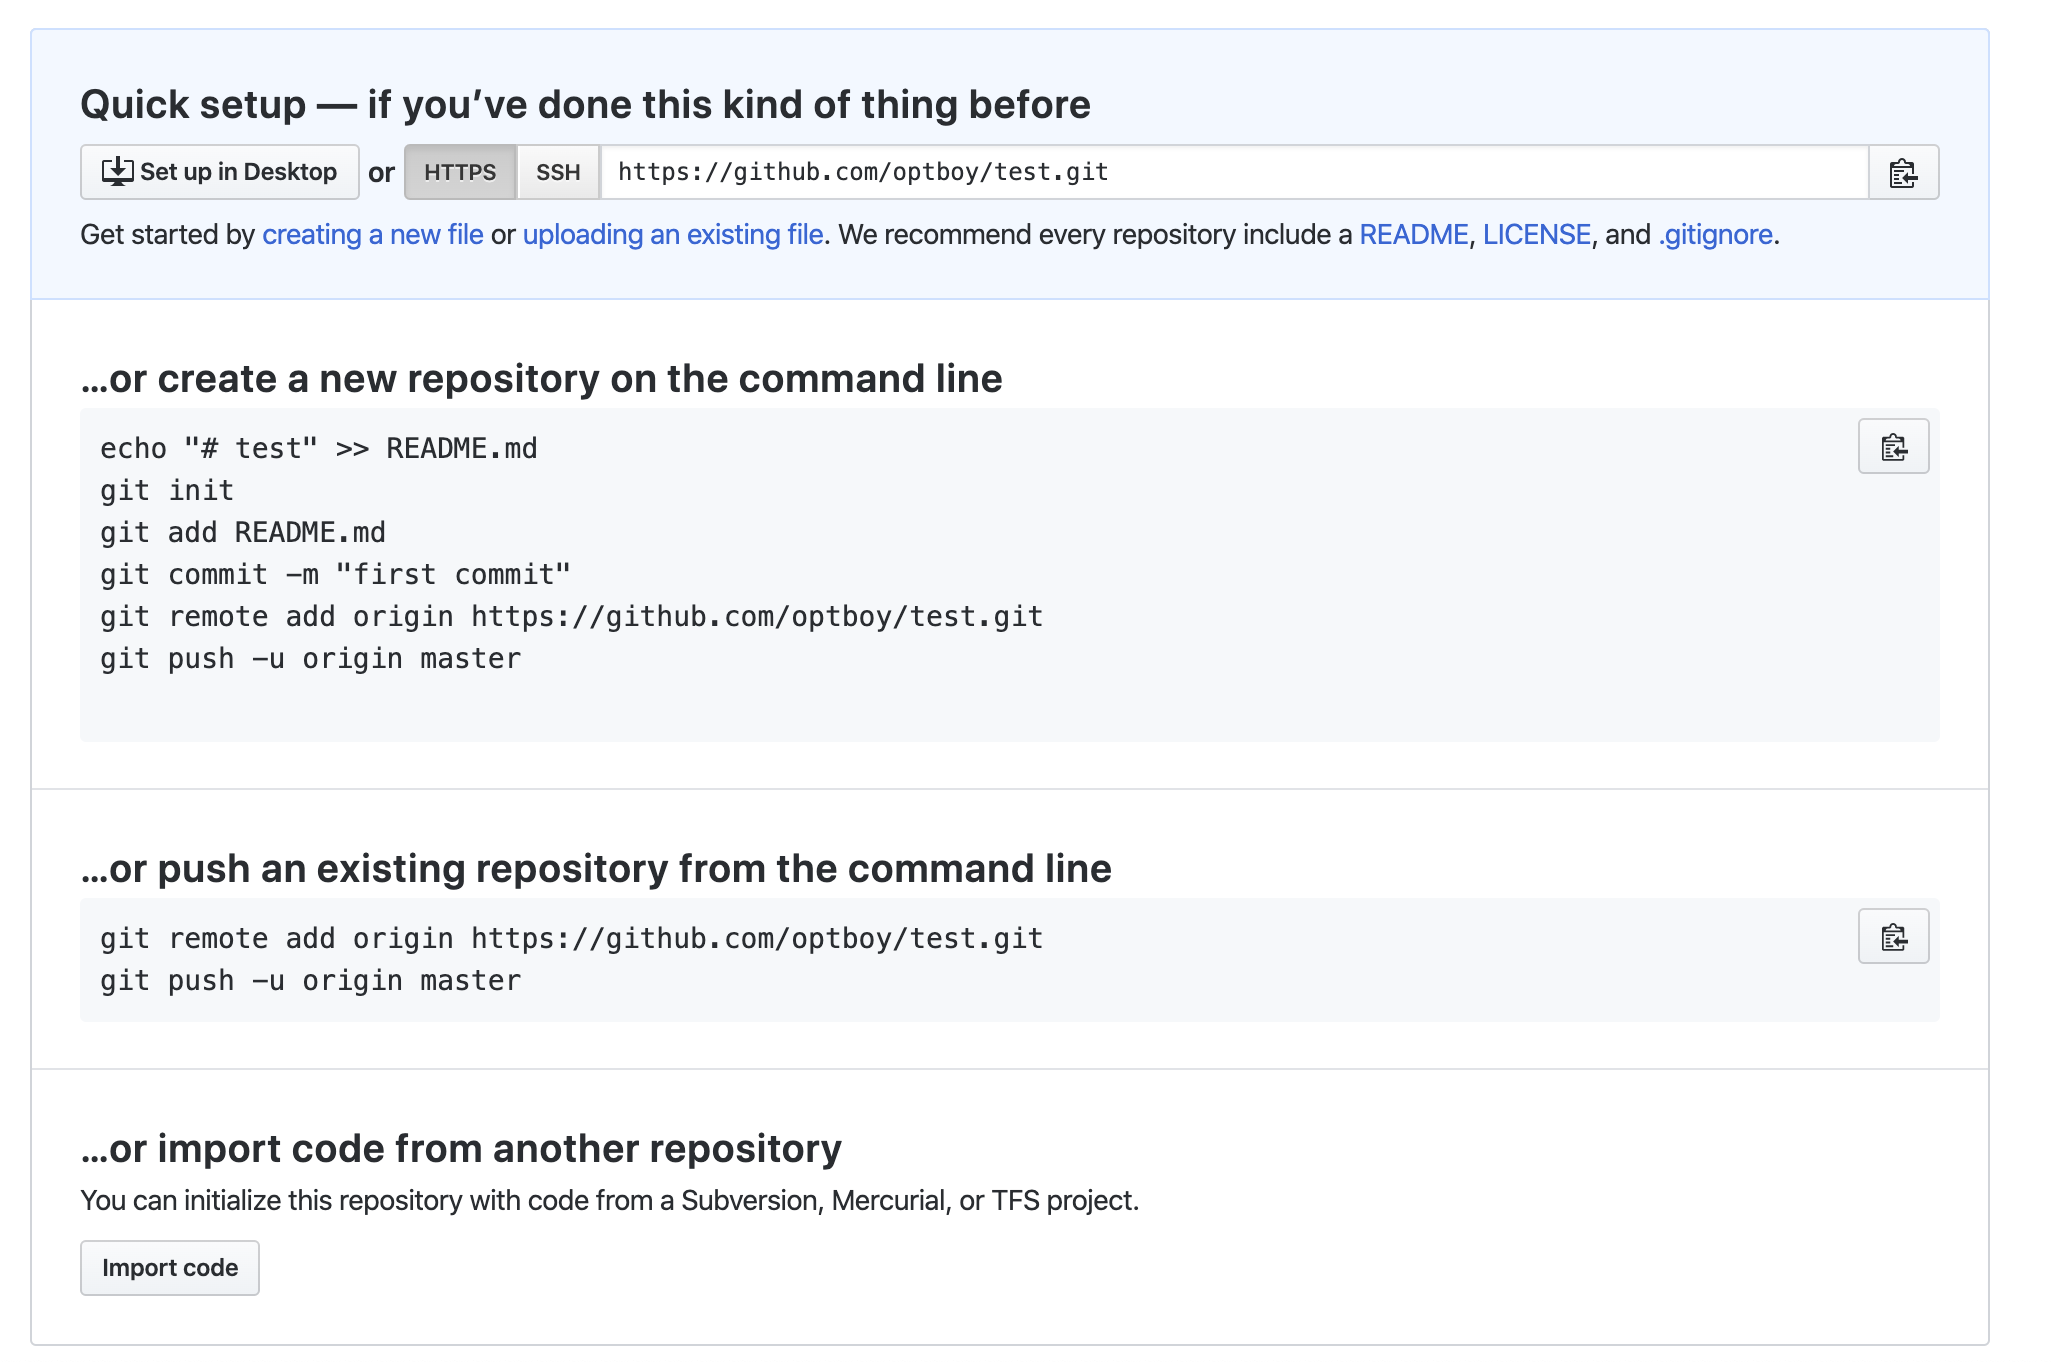 Quick setup — if you’ve done this kind of thing before
Set up in Desktop or HTTPS SSH https://github.com/optboy/test.git
Get started by creating a new file or uploading an existing file. We recommend every repository include a README, LICENSE, and .gitignore.
…or create a new repository on the command line
echo "# test" >> README.md
git init
git add README.md
git commit -m "first commit"
git remote add origin https://github.com/optboy/test.git
git push -u origin master
…or push an existing repository from the command line
git remote add origin https://github.com/optboy/test.git
git push -u origin master
…or import code from another repository
You can initialize this repository with code from a Subversion, Mercurial, or TFS project.
Import code